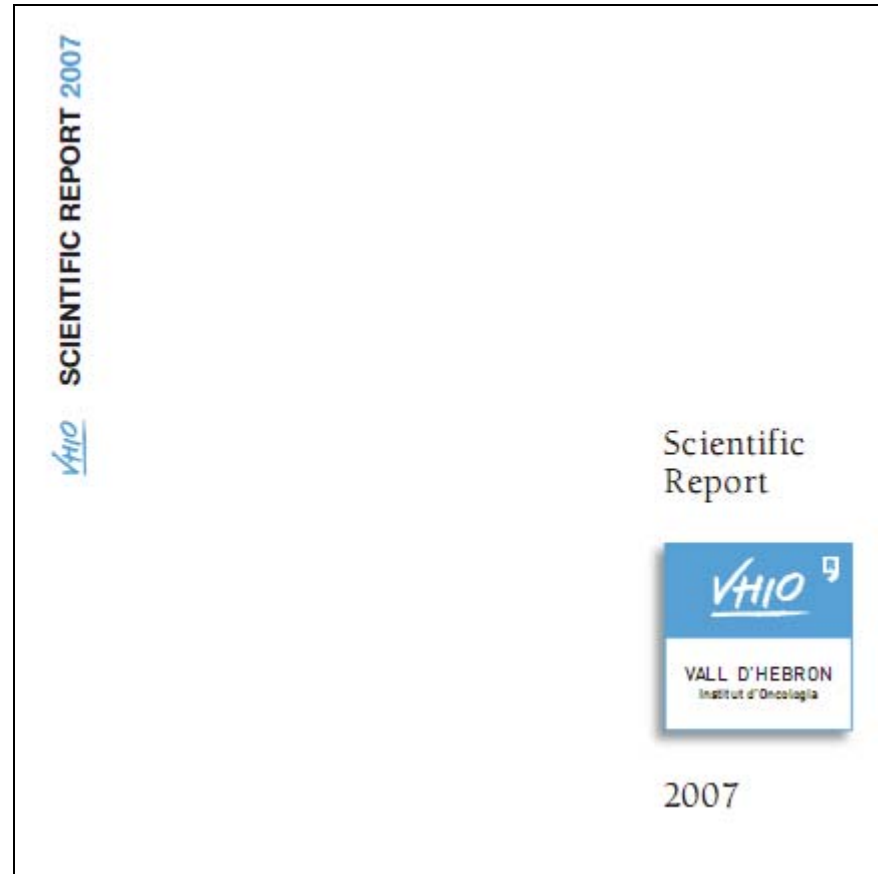 VHIO SCIENTIFIC REPORT 2007
Scientific
Report
VHIO
VALL D'HEBRON
Institut d'Oncologia
2007